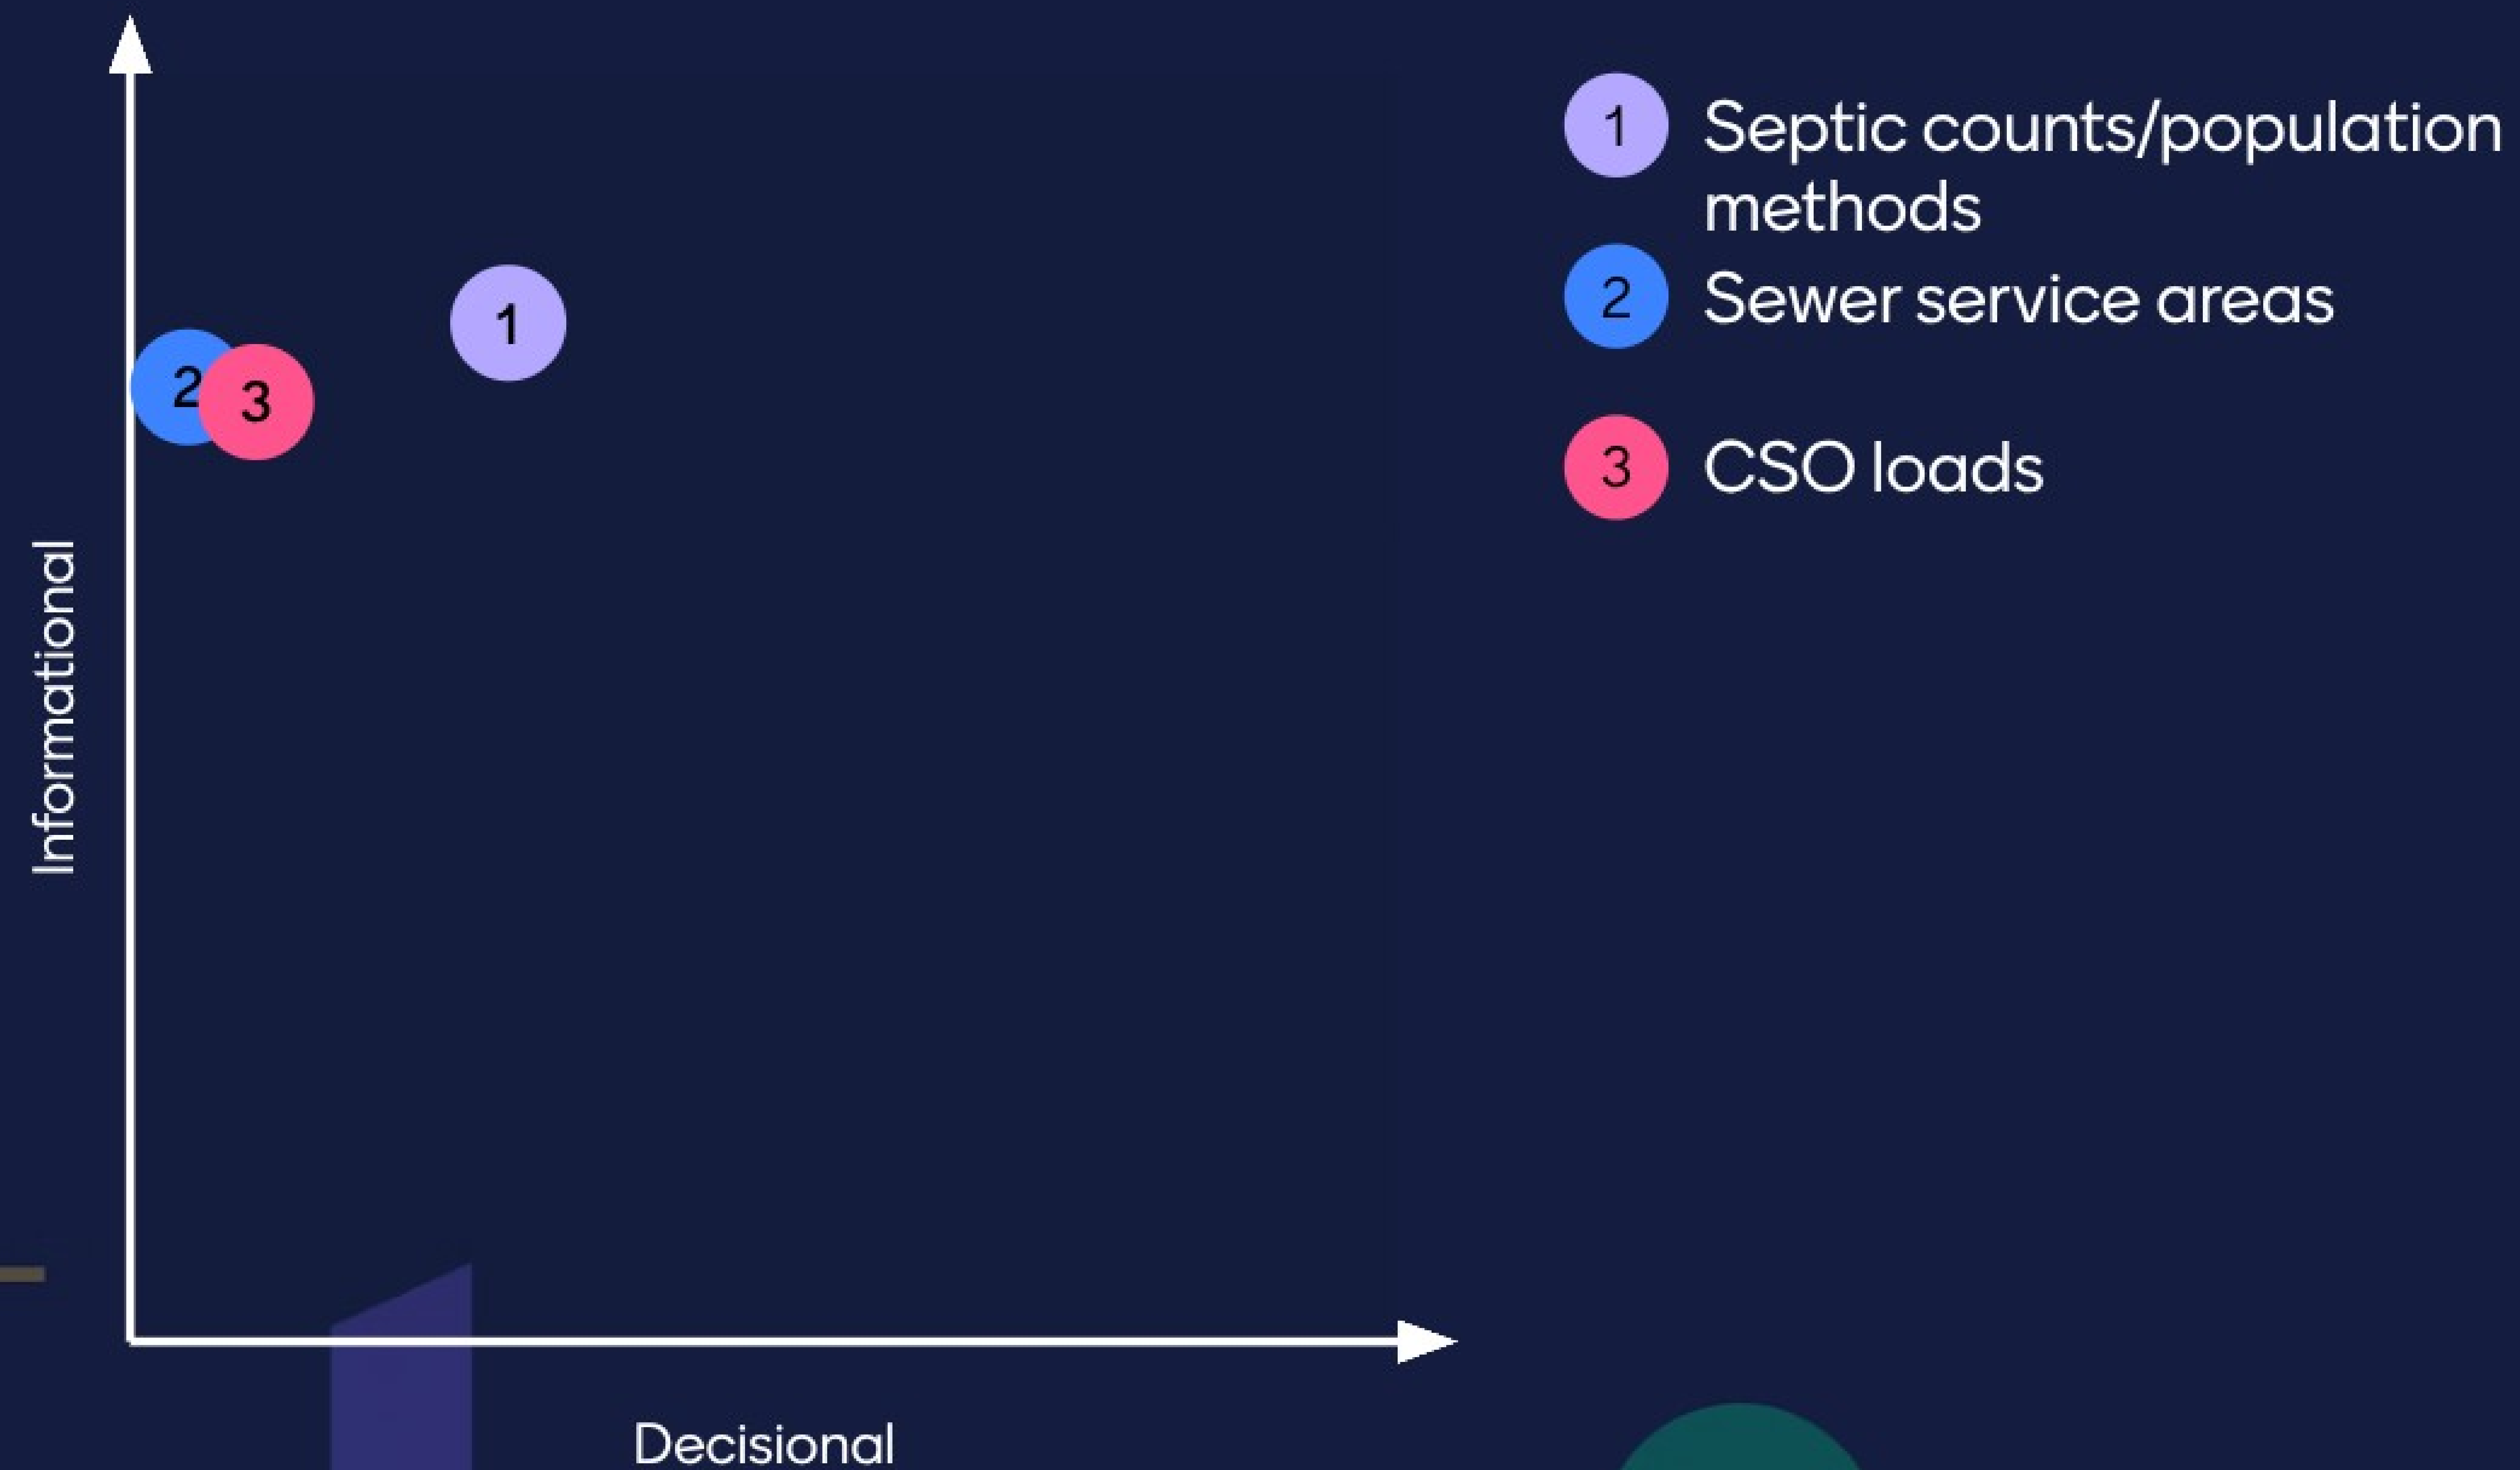 1
Septic counts/population
methods
2
Sewer service areas
3
CSO loads
1
2
3
Informational
Decisional